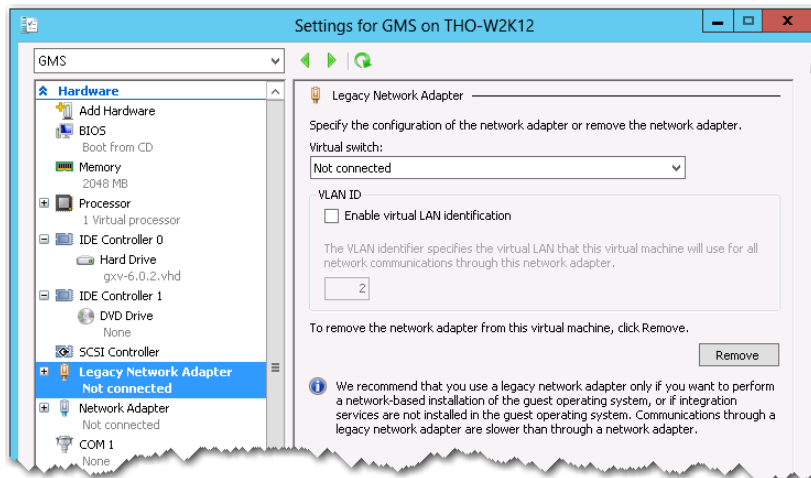 Settings for GMS on THO-W2K12
GMS
Hardware
Add Hardware
BIOS
Boot from CD
Memory
2048 MB
Processor
1 Virtual processor
IDE Controller 0
Hard Drive
gxv-6.0.2.vhd
IDE Controller 1
DVD Drive
None
SCSI Controller
Legacy Network Adapter
Not connected
Network Adapter
Not connected
COM 1
None
Legacy Network Adapter
Specify the configuration of the network adapter or remove the network adapter.
Virtual switch:
Not connected
VLAN ID
Enable virtual LAN identification
The VLAN identifier specifies the virtual LAN that this virtual machine will use for all
network communications through this network adapter.
2
To remove the network adapter from this virtual machine, click Remove.
Remove
We recommend that you use a legacy network adapter only if you want to perform
a network-based installation of the guest operating system, or if integration
services are not installed in the guest operating system. Communications through a
legacy network adapter are slower than through a network adapter.